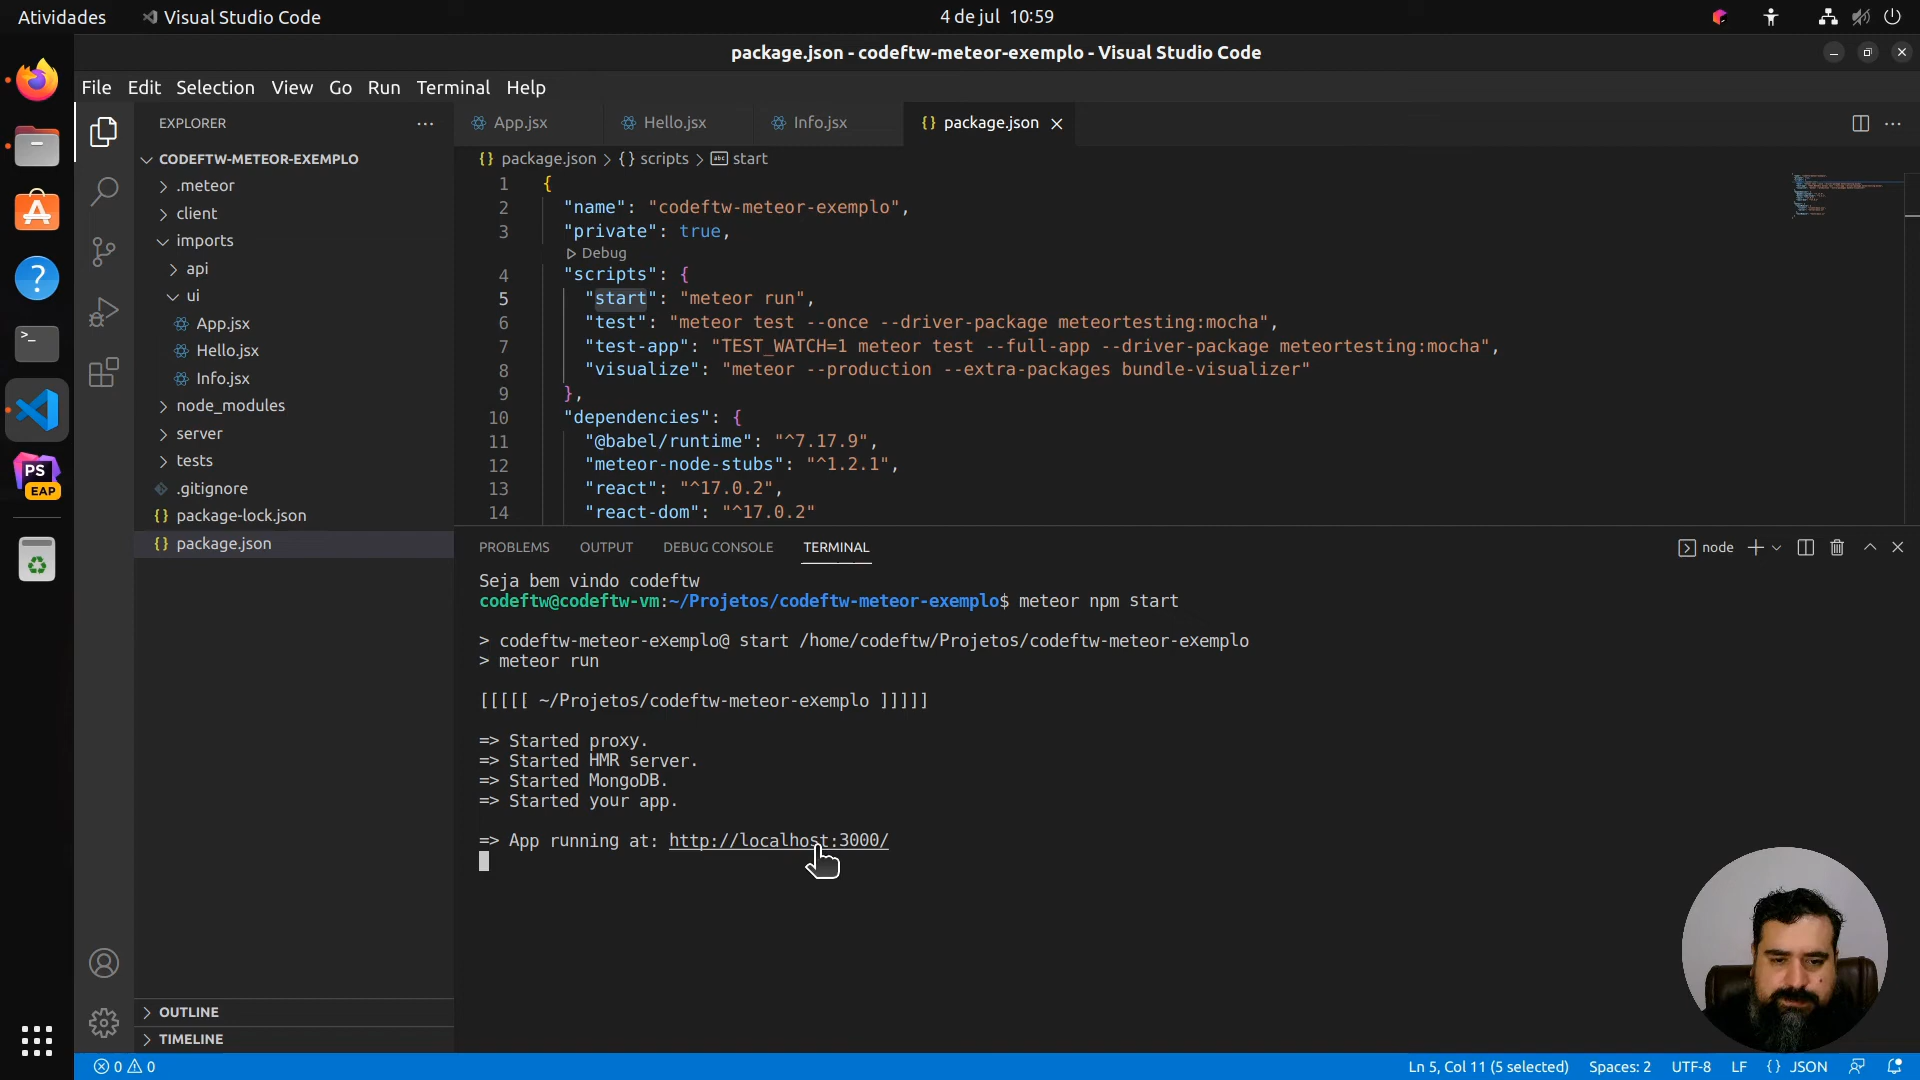 Atividades
Visual Studio Code
4 de jul 10:59
package.json - codeftw-meteor-exemplo - Visual Studio Code
File Edit Selection View Go Run Terminal Help
EXPLORER
CODEFTW-METEOR-EXEMPLO
.meteor
client
imports
api
ui
App.jsx
Hello.jsx
Info.jsx
node_modules
server
tests
.gitignore
package-lock.json
package.json
OUTLINE
TIMELINE
PS
EAP
App.jsx
Hello.jsx
Info.jsx
package.json
package.json > {} scripts > abc start
1 {
2 "name": "codeftw-meteor-exemplo",
3 "private": true,
Debug
4 "scripts": {
5 "start": "meteor run",
6 "test": "meteor test --once --driver-package meteortesting:mocha",
7 "test-app": "TEST_WATCH=1 meteor test --full-app --driver-package meteortesting:mocha",
8 "visualize": "meteor --production --extra-packages bundle-visualizer"
9 },
10 "dependencies": {
11 "@babel/runtime": "^7.17.9",
12 "meteor-node-stubs": "^1.2.1",
13 "react": "^17.0.2",
14 "react-dom": "^17.0.2"
PROBLEMS OUTPUT DEBUG CONSOLE TERMINAL
node
Seja bem vindo codeftw
codeftw@codeftw-vm:~/Projetos/codeftw-meteor-exemplo$ meteor npm start
> codeftw-meteor-exemplo@ start /home/codeftw/Projetos/codeftw-meteor-exemplo
> meteor run
[[[[[ ~/Projetos/codeftw-meteor-exemplo ]]]]]
=> Started proxy.
=> Started HMR server.
=> Started MongoDB.
=> Started your app.
=> App running at: http://localhost:3000/
0 0
Ln 5, Col 11 (5 selected) Spaces: 2 UTF-8 LF {} JSON